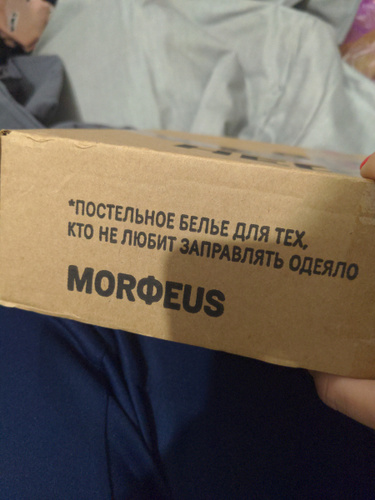 *ПОСТЕЛЬНОЕ БЕЛЬЕ ДЛЯ ТЕХ,
КТО НЕ ЛЮБИТ ЗАПРАВЛЯТЬ ОДЕЯЛО
MORФEUS